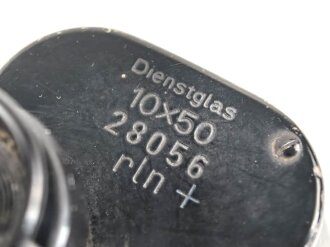 Dienstglas
10x50
28056
rln +